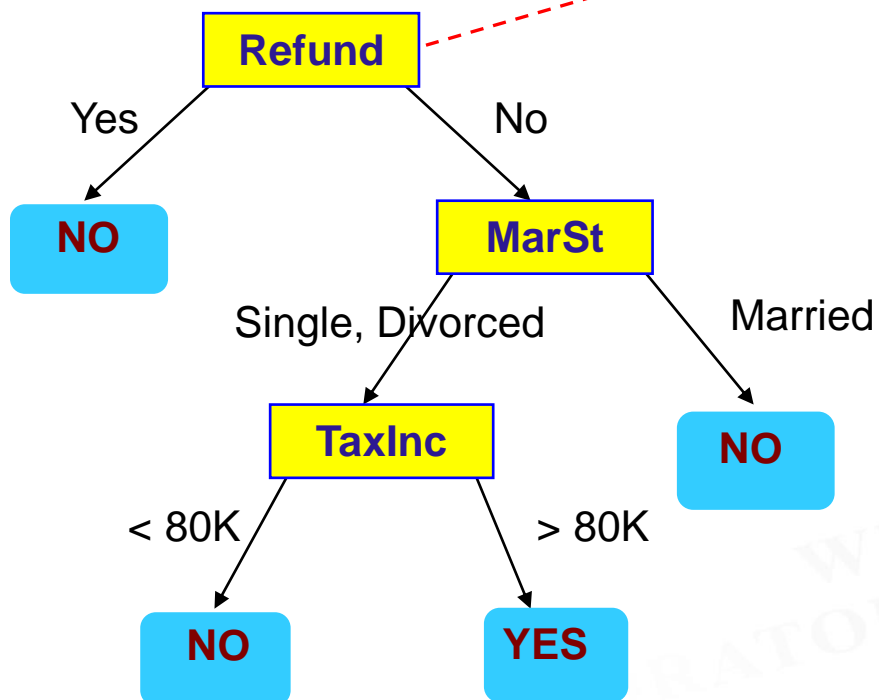 Refund
Yes
No
NO
MarSt
Single, Divorced
Married
TaxInc
NO
< 80K
> 80K
NO
YES